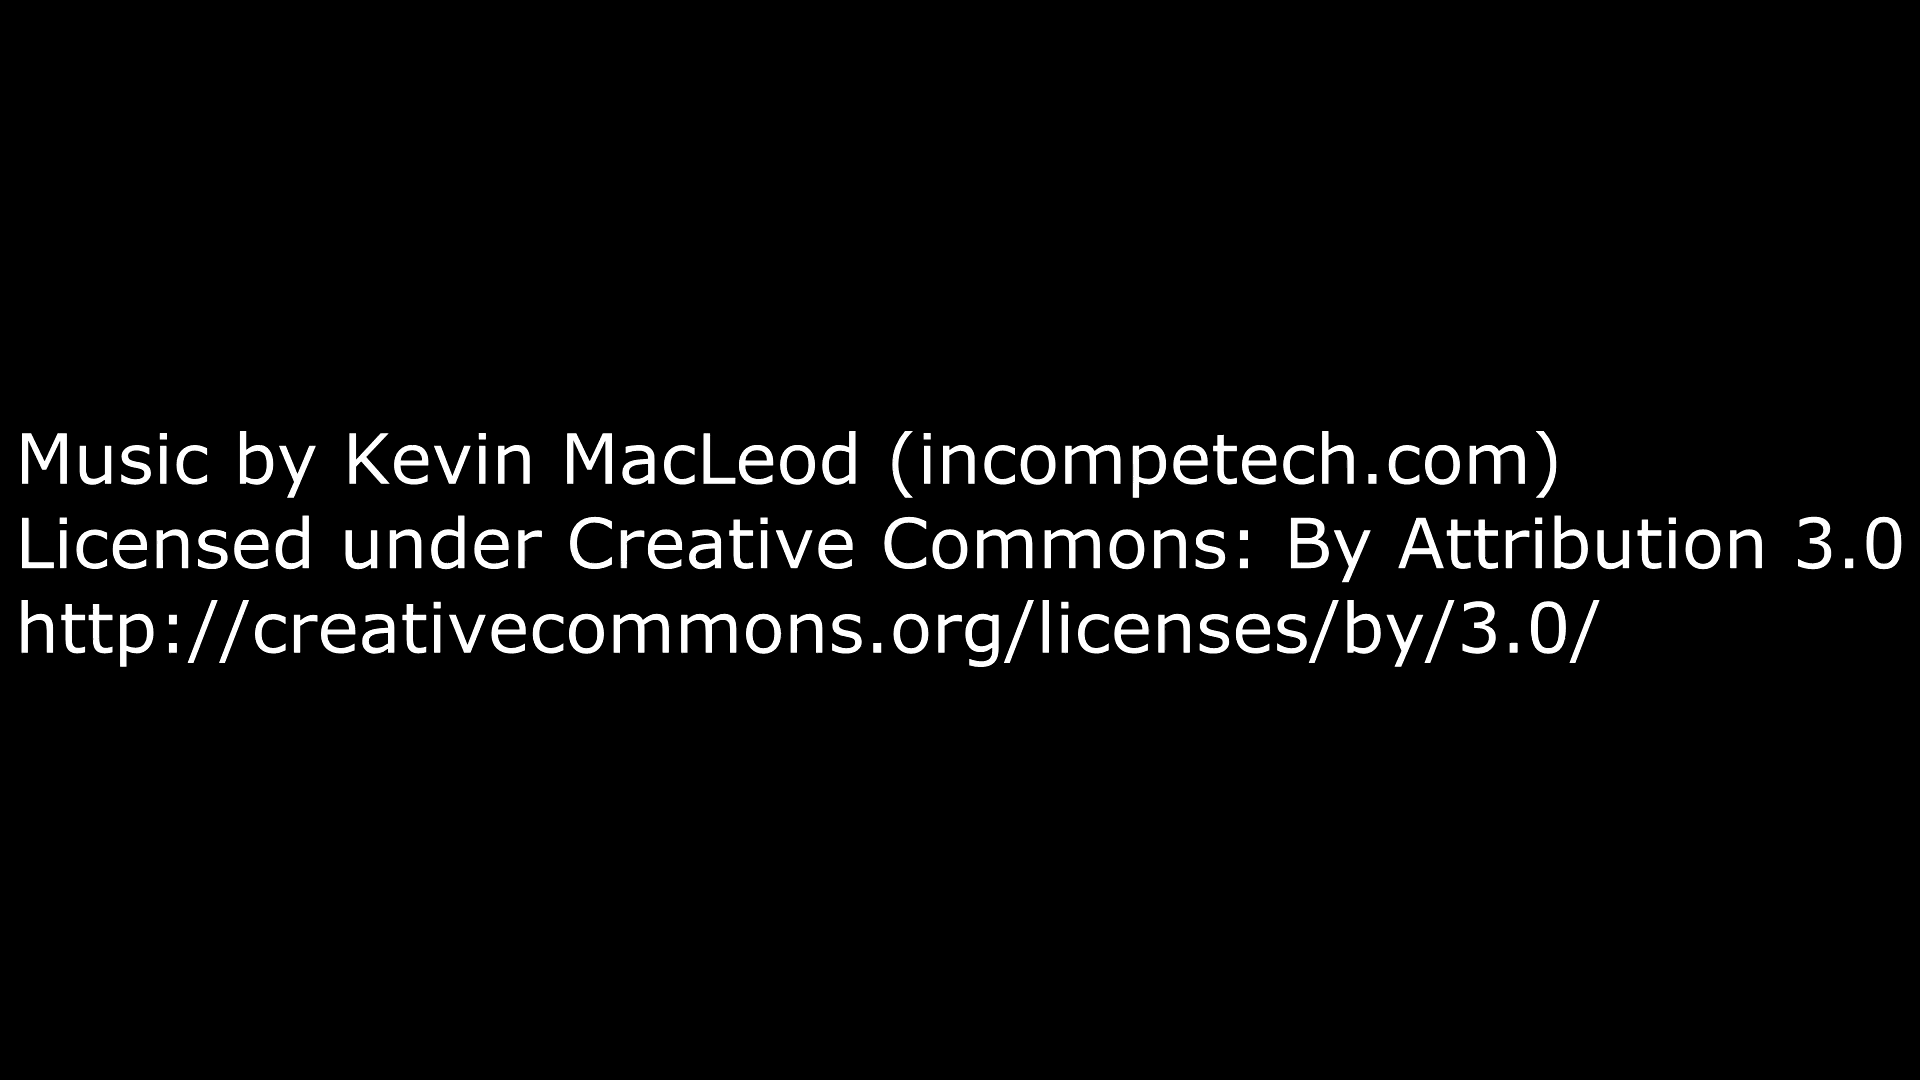 Music by Kevin MacLeod (incompetech.com)
Licensed under Creative Commons: By Attribution 3.0
http://creativecommons.org/licenses/by/3.0/